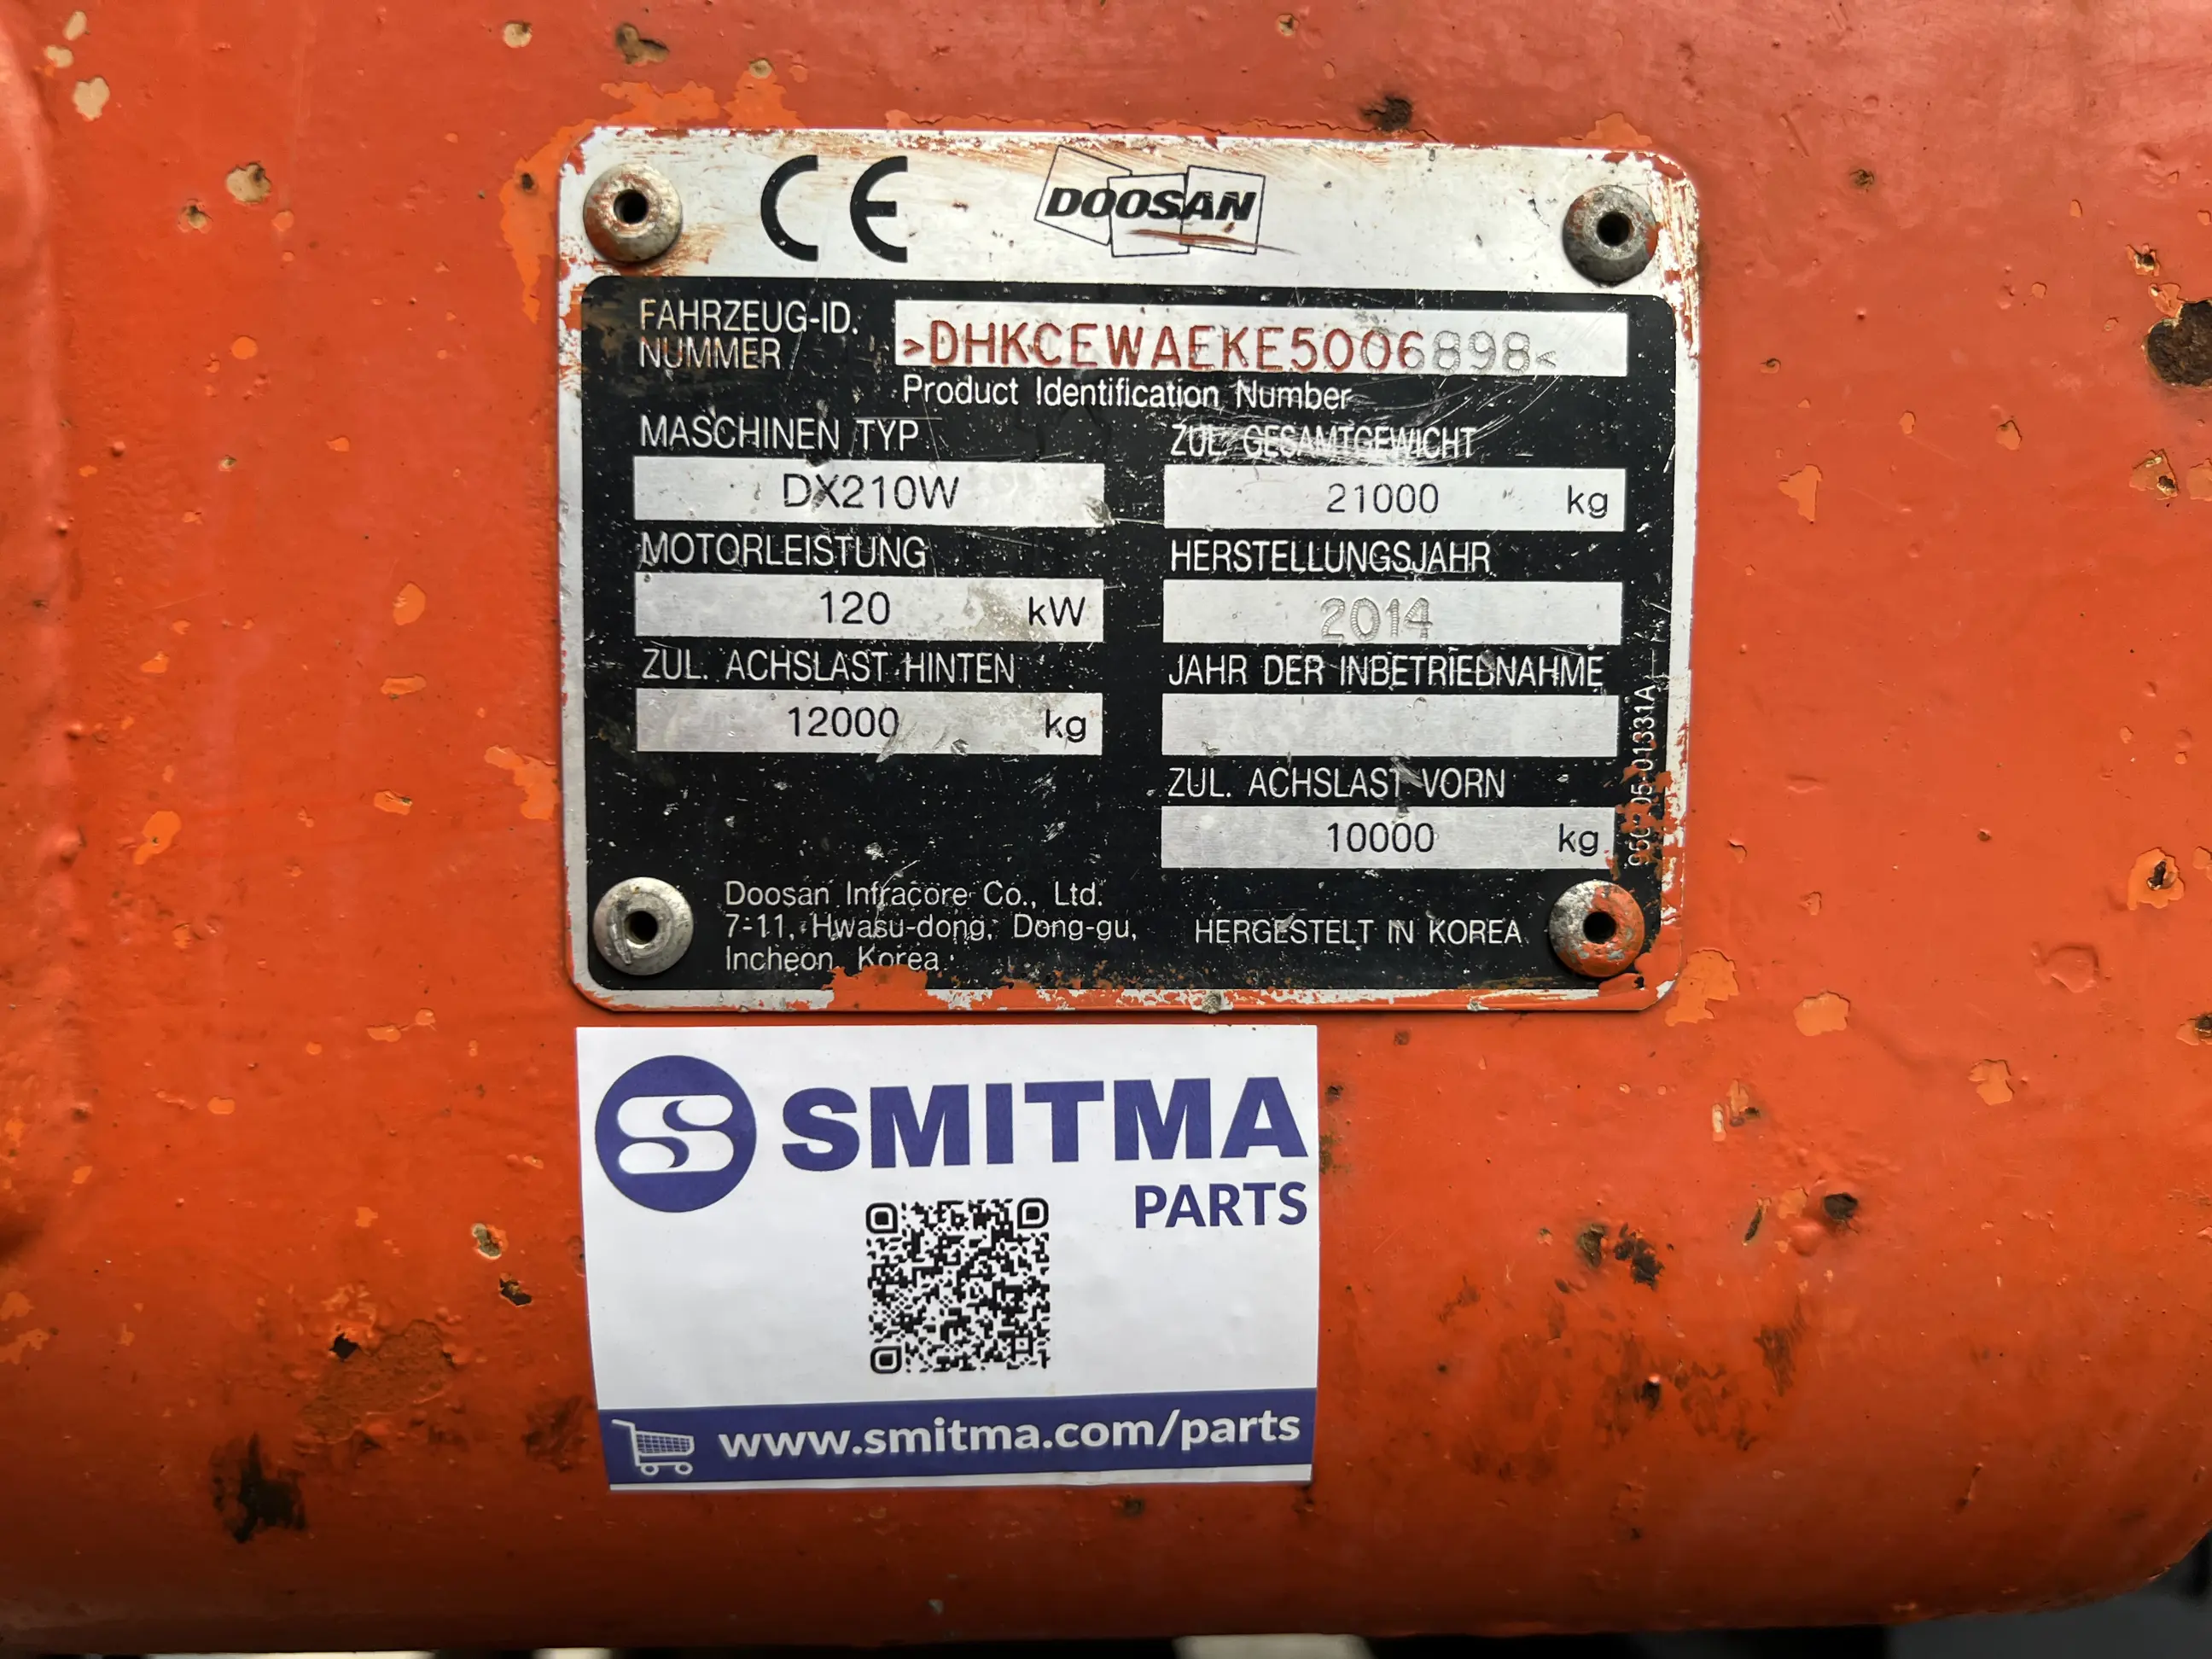 CE
DOOSAN
FAHRZEUG-ID.
NUMMER
>DHKCEWAEKE5006898<
Product Identification Number
MASCHINEN TYP
DX210W
ZUL. GESAMTGEWICHT
21000 kg
MOTORLEISTUNG
120 kW
HERSTELLUNGSJAHR
2014
ZUL. ACHSLAST HINTEN
12000 kg
JAHR DER INBETRIEBNAHME
ZUL. ACHSLAST VORN
10000 kg
Doosan Infracore Co., Ltd.
7-11, Hwasu-dong, Dong-gu,
Incheon, Korea
HERGESTELT IN KOREA
SMITMA
PARTS
www.smitma.com/parts